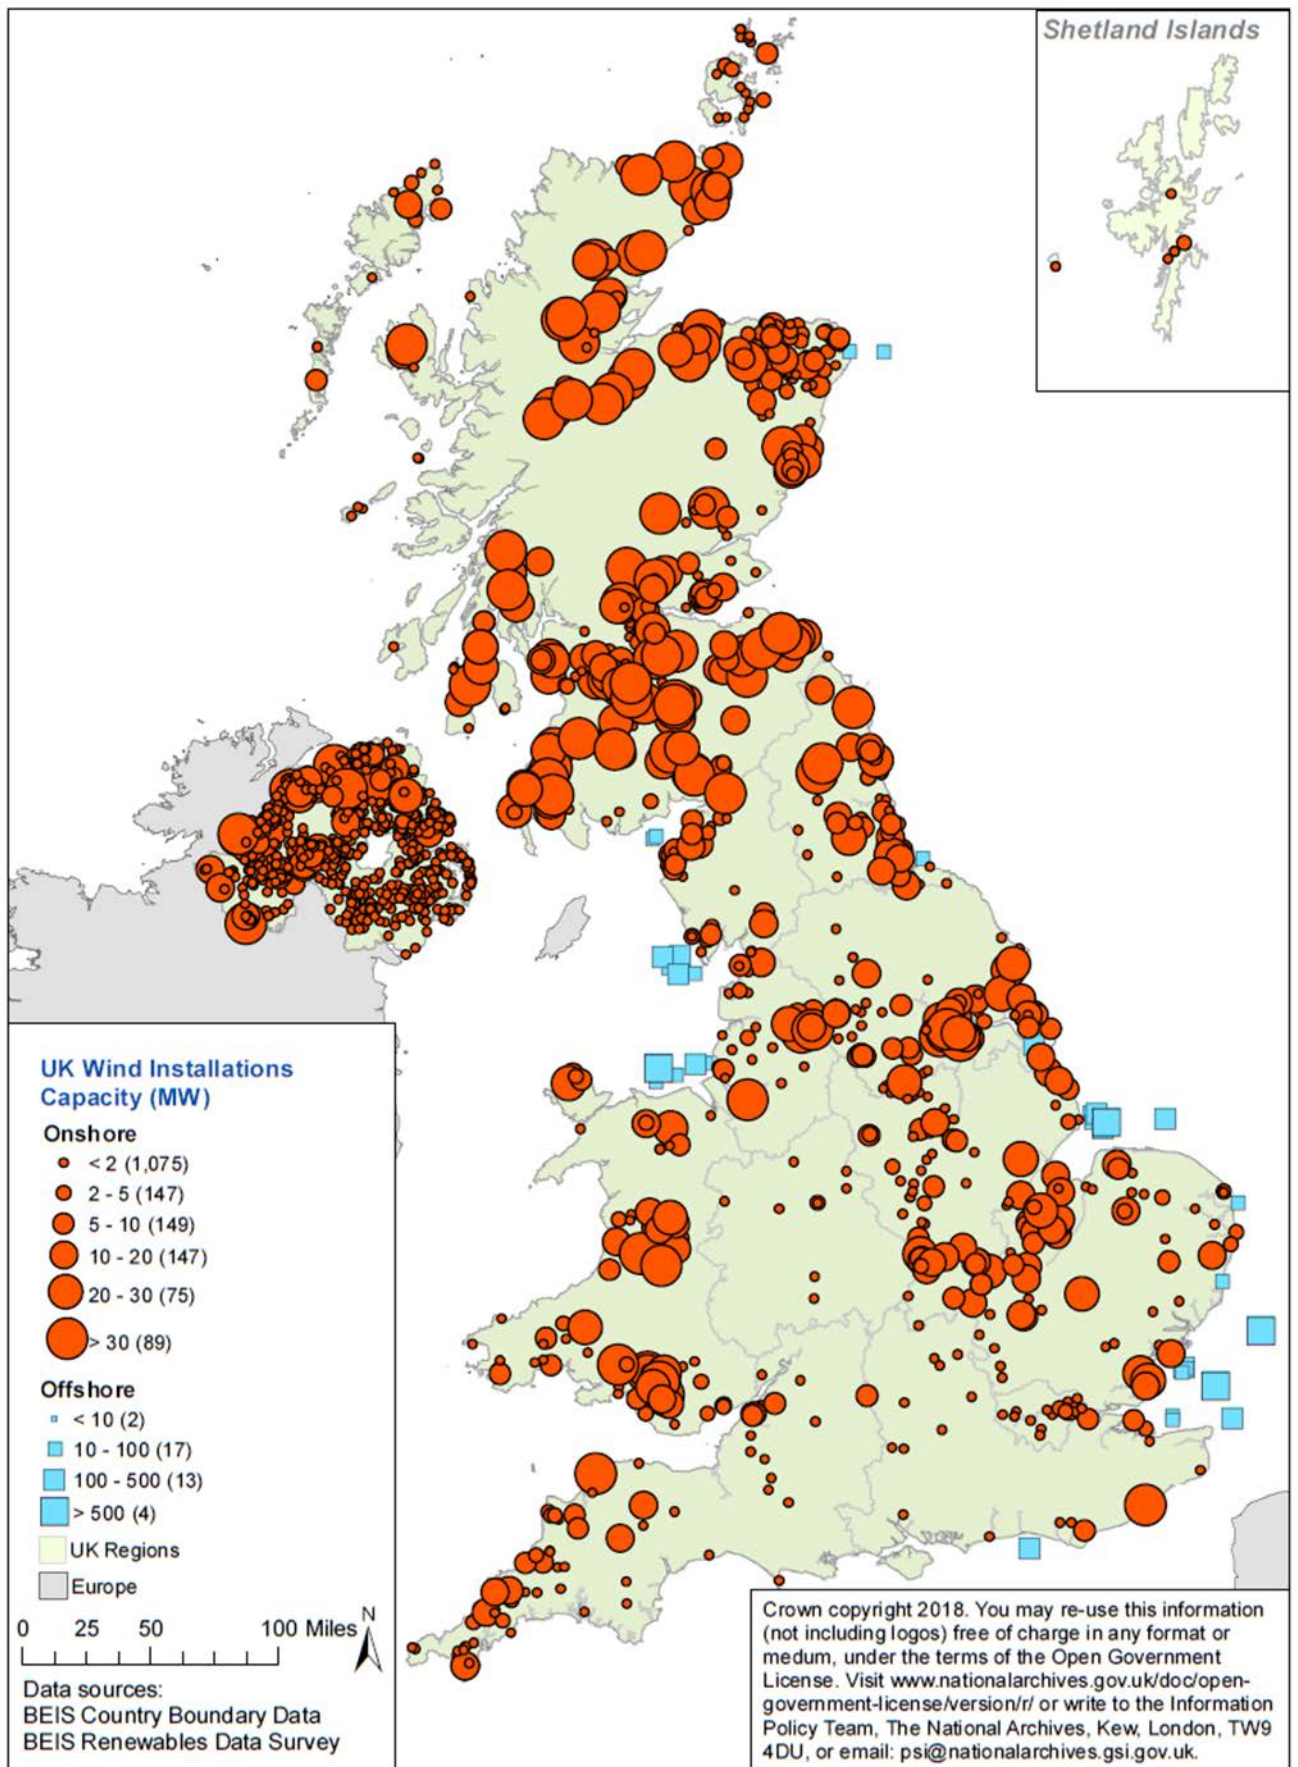 Shetland Islands
UK Wind Installations
Capacity (MW)
Onshore
< 2 (1,075)
2 - 5 (147)
5 - 10 (149)
10 - 20 (147)
20 - 30 (75)
> 30 (89)
Offshore
< 10 (2)
10 - 100 (17)
100 - 500 (13)
> 500 (4)
UK Regions
Europe
0 25 50 100 Miles
N
Data sources:
BEIS Country Boundary Data
BEIS Renewables Data Survey
Crown copyright 2018. You may re-use this information
(not including logos) free of charge in any format or
medum, under the terms of the Open Government
License. Visit www.nationalarchives.gov.uk/doc/open-
government-license/version/r/ or write to the Information
Policy Team, The National Archives, Kew, London, TW9
4DU, or email: psi@nationalarchives.gsi.gov.uk.